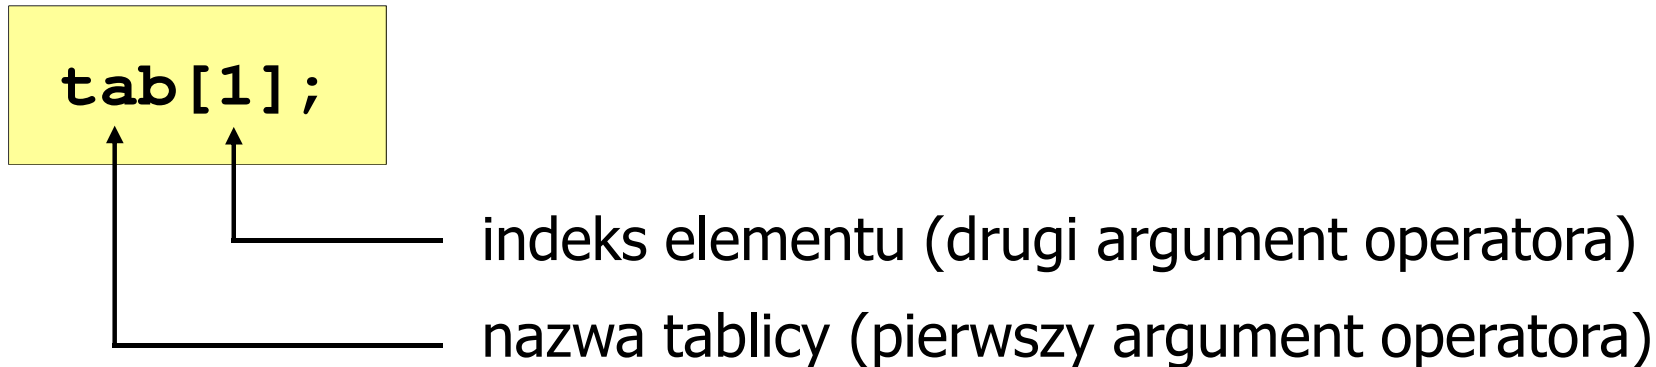 tab[1];
indeks elementu (drugi argument operatora)
nazwa tablicy (pierwszy argument operatora)